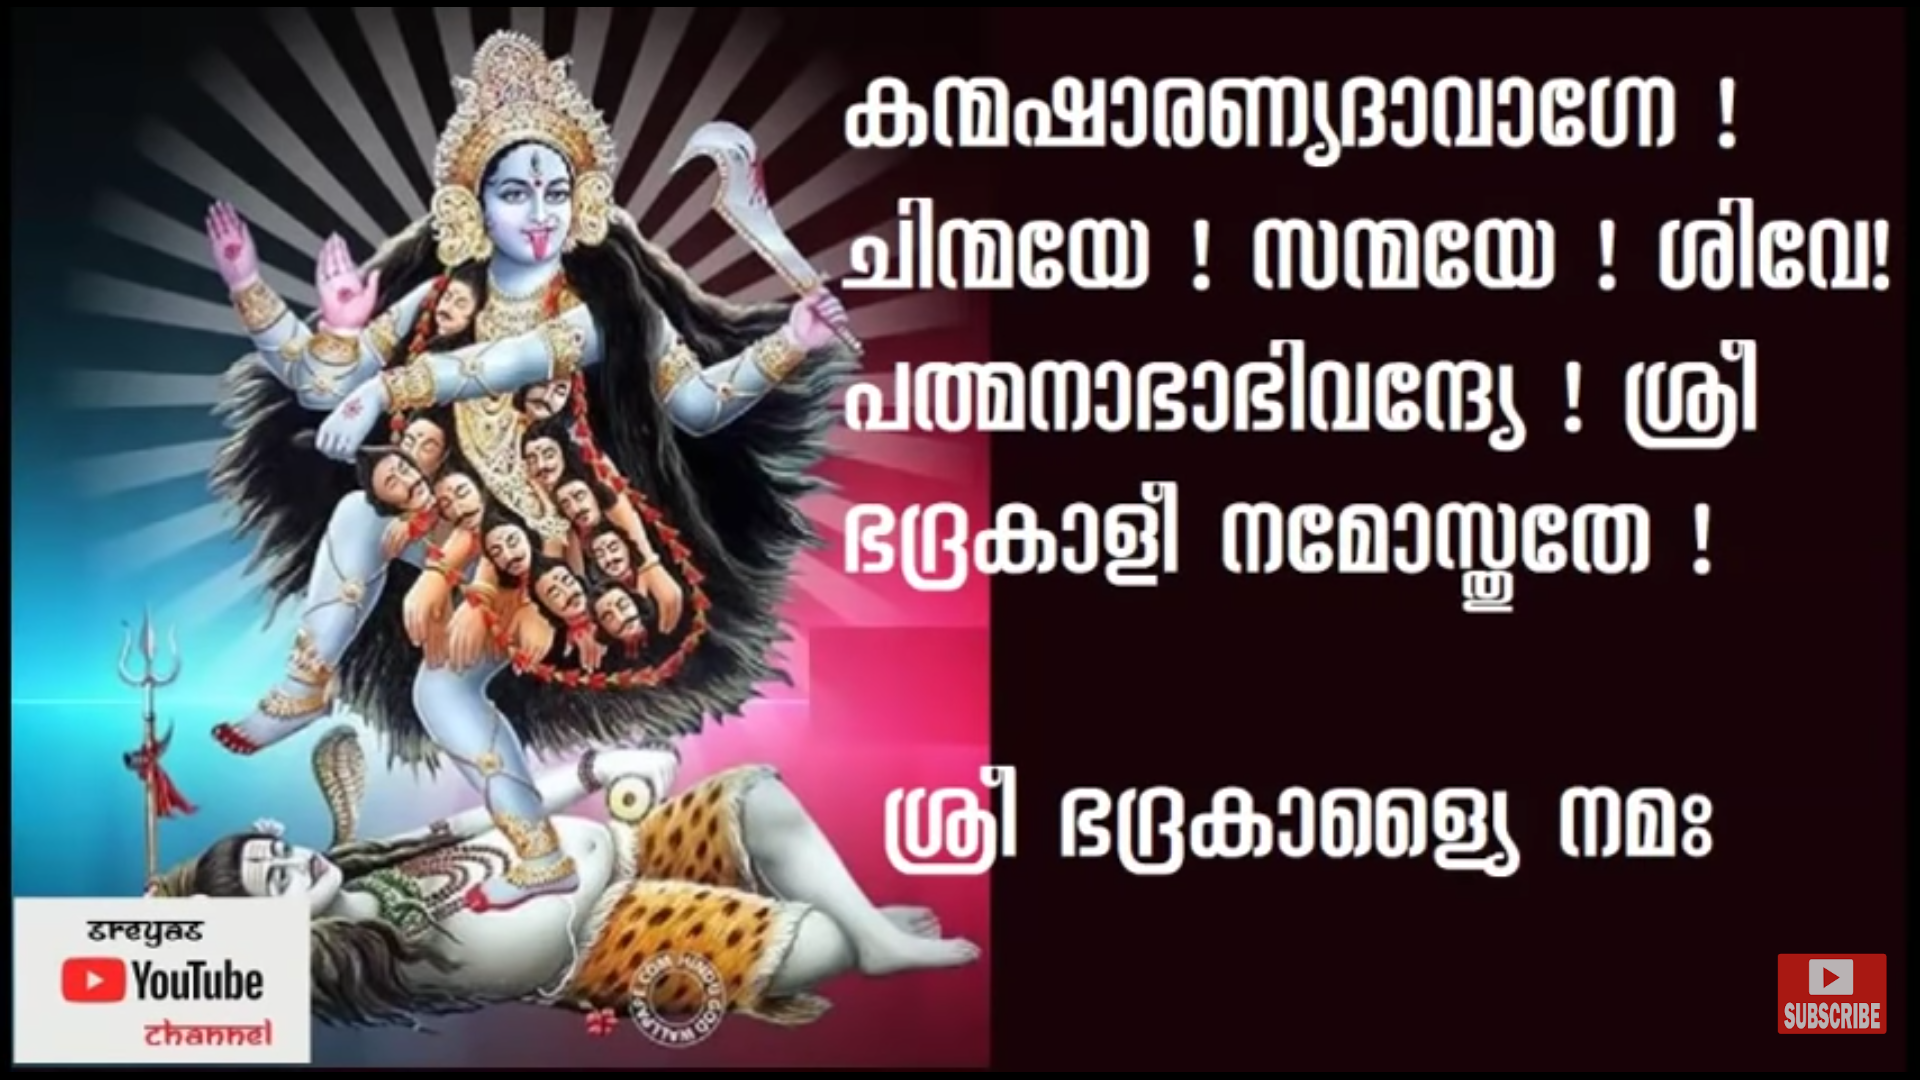 കന്മഷാരണ്യദാവാഗ്നേ !
ചിന്മയേ ! സന്മയേ ! ശിവേ!
പത്മനാഭാഭിവന്ദ്യേ ! ശ്രീ
ഭദ്രകാളീ നമോസ്തുതേ !
ശ്രീ ഭദ്രകാള്യൈ നമഃ
sreyas
YouTube
channel
SUBSCRIBE